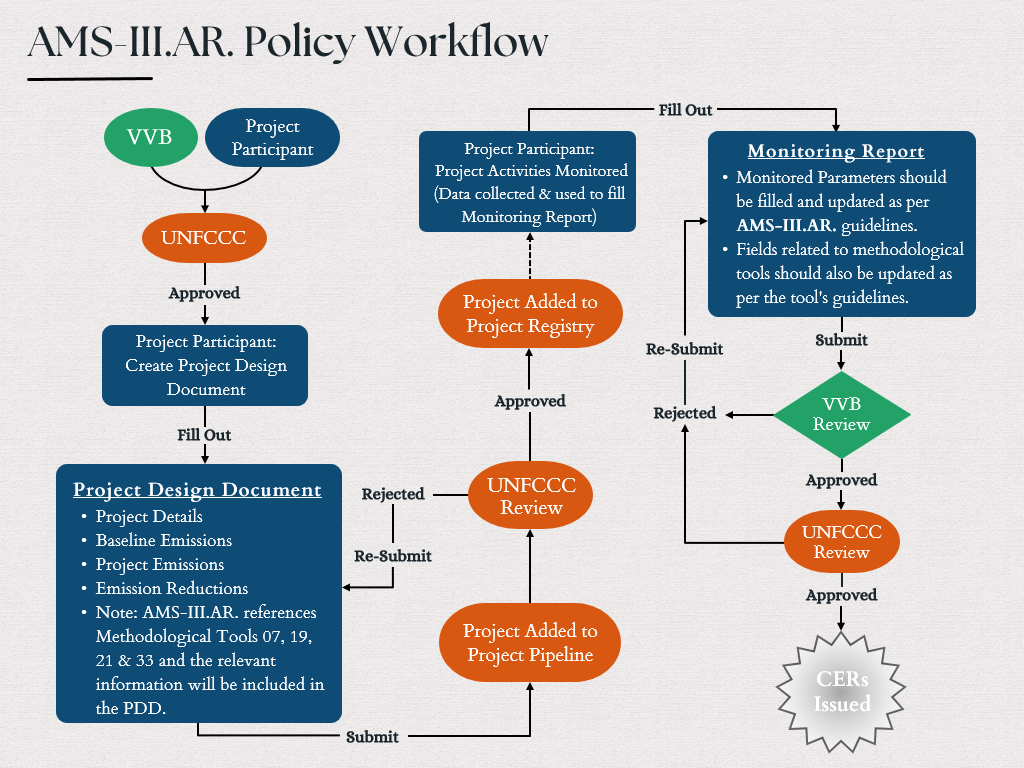 AMS-III.AR. Policy Workflow
VVB
Project
Participant
UNFCCC
Approved
Project Participant:
Create Project Design
Document
Fill Out
Project Design Document
• Project Details
• Baseline Emissions
• Project Emissions
• Emission Reductions
• Note: AMS-III.AR. references
Methodological Tools 07, 19,
21 & 33 and the relevant
information will be included in
the PDD.
Submit
Project Added to
Project Pipeline
UNFCCC
Review
Rejected
Re-Submit
Approved
Project Added to
Project Registry
Project Participant:
Project Activities Monitored
(Data collected & used to fill
Monitoring Report)
Fill Out
Monitoring Report
• Monitored Parameters should
be filled and updated as per
AMS-III.AR. guidelines.
• Fields related to methodological
tools should also be updated as
per the tool's guidelines.
Submit
VVB
Review
Rejected
Re-Submit
Approved
UNFCCC
Review
Approved
CERs
Issued